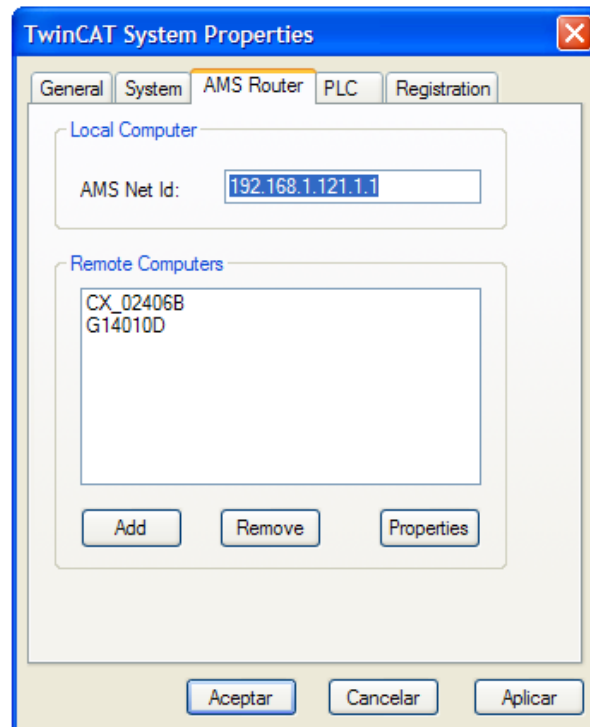 TwinCAT System Properties
General System AMS Router PLC Registration
Local Computer
AMS Net Id: 192.168.1.121.1.1
Remote Computers
CX_02406B
G14010D
Add Remove Properties
Aceptar Cancelar Aplicar